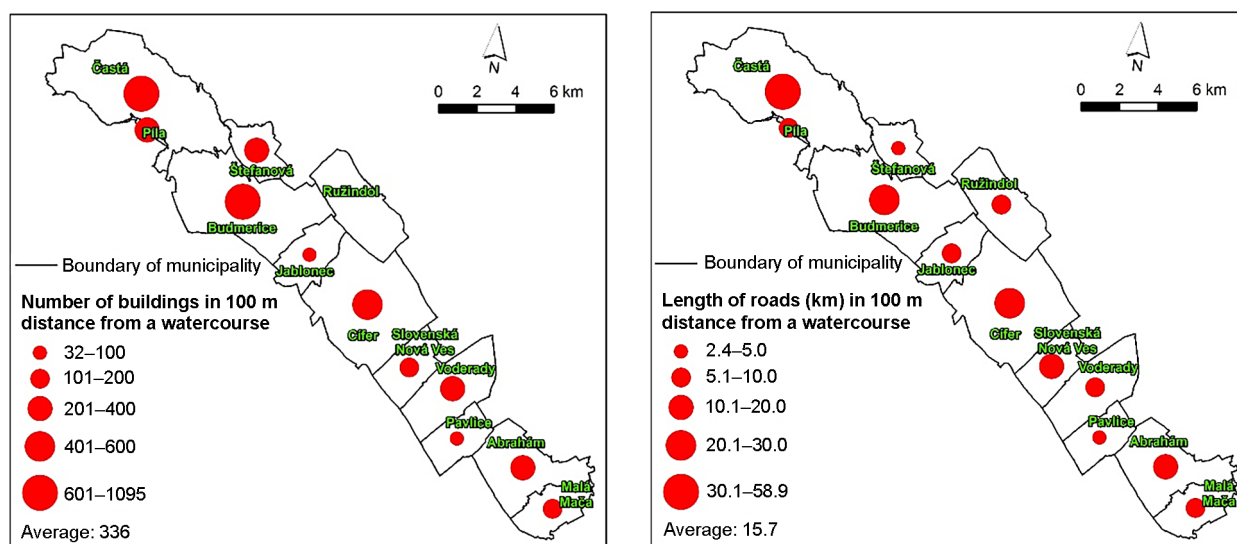 N
0 2 4 6 km
Častá
Píla
Štefanová
Ružindol
Budmerice
Jablonec
Cífer
Slovenská
Nová Ves
Voderady
Pavlice
Abrahám
Malá
Mača
Boundary of municipality
Number of buildings in 100 m
distance from a watercourse
32–100
101–200
201–400
401–600
601–1095
Average: 336
N
0 2 4 6 km
Častá
Píla
Štefanová
Ružindol
Budmerice
Jablonec
Cífer
Slovenská
Nová Ves
Voderady
Pavlice
Abrahám
Malá
Mača
Boundary of municipality
Length of roads (km) in 100 m
distance from a watercourse
2.4–5.0
5.1–10.0
10.1–20.0
20.1–30.0
30.1–58.9
Average: 15.7